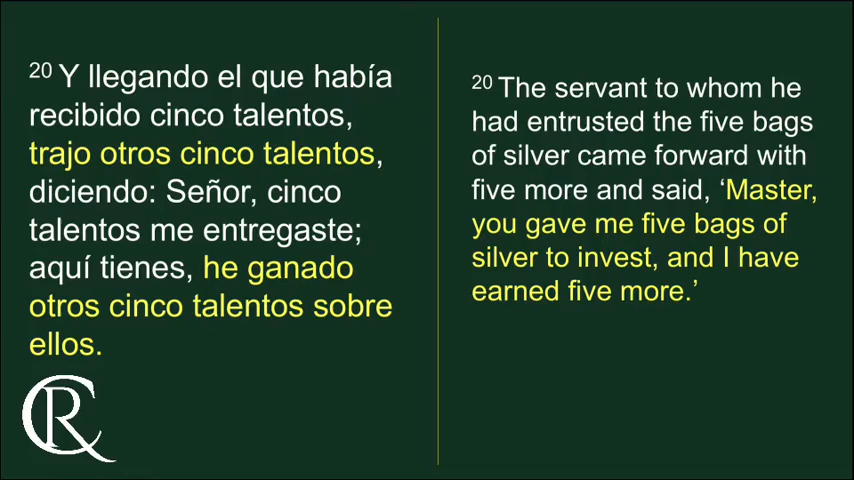 20 Y llegando el que había
recibido cinco talentos,
trajo otros cinco talentos,
diciendo: Señor, cinco
talentos me entregaste;
aquí tienes, he ganado
otros cinco talentos sobre
ellos.
20 The servant to whom he
had entrusted the five bags
of silver came forward with
five more and said, ‘Master,
you gave me five bags of
silver to invest, and I have
earned five more.’
CR